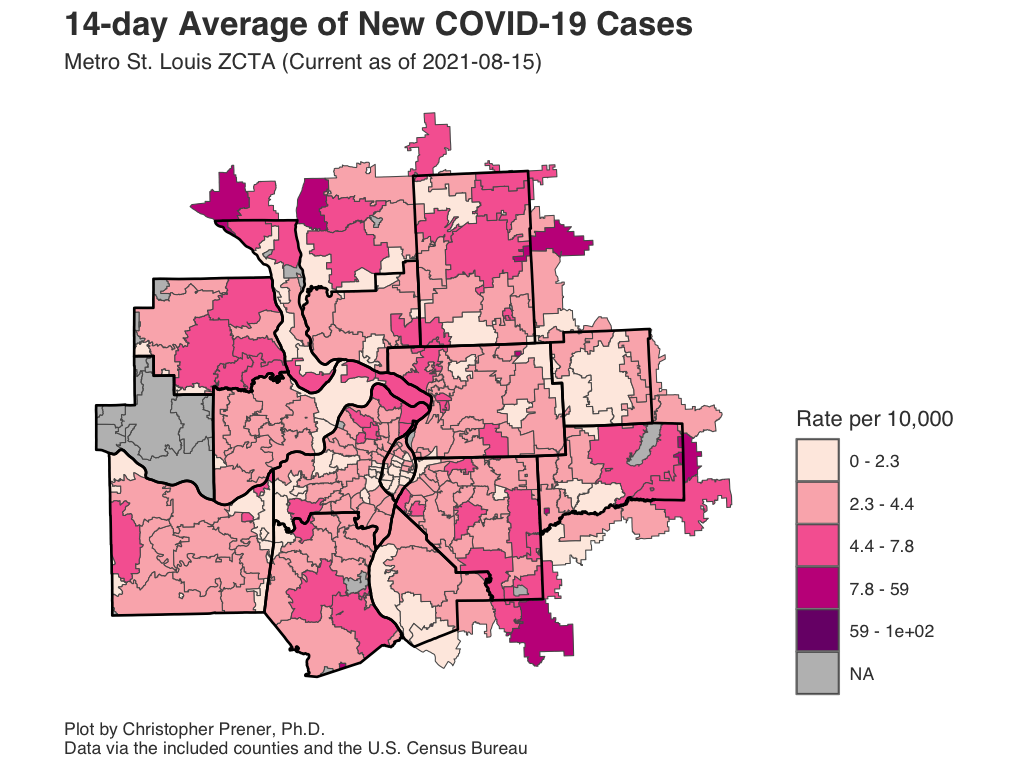 14-day Average of New COVID-19 Cases
Metro St. Louis ZCTA (Current as of 2021-08-15)
Rate per 10,000
0 - 2.3
2.3 - 4.4
4.4 - 7.8
7.8 - 59
59 - 1e+02
NA
Plot by Christopher Prener, Ph.D.
Data via the included counties and the U.S. Census Bureau